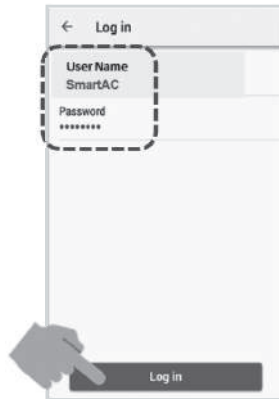 ← Log in
User Name
SmartAC
Password
••••••••
Log in